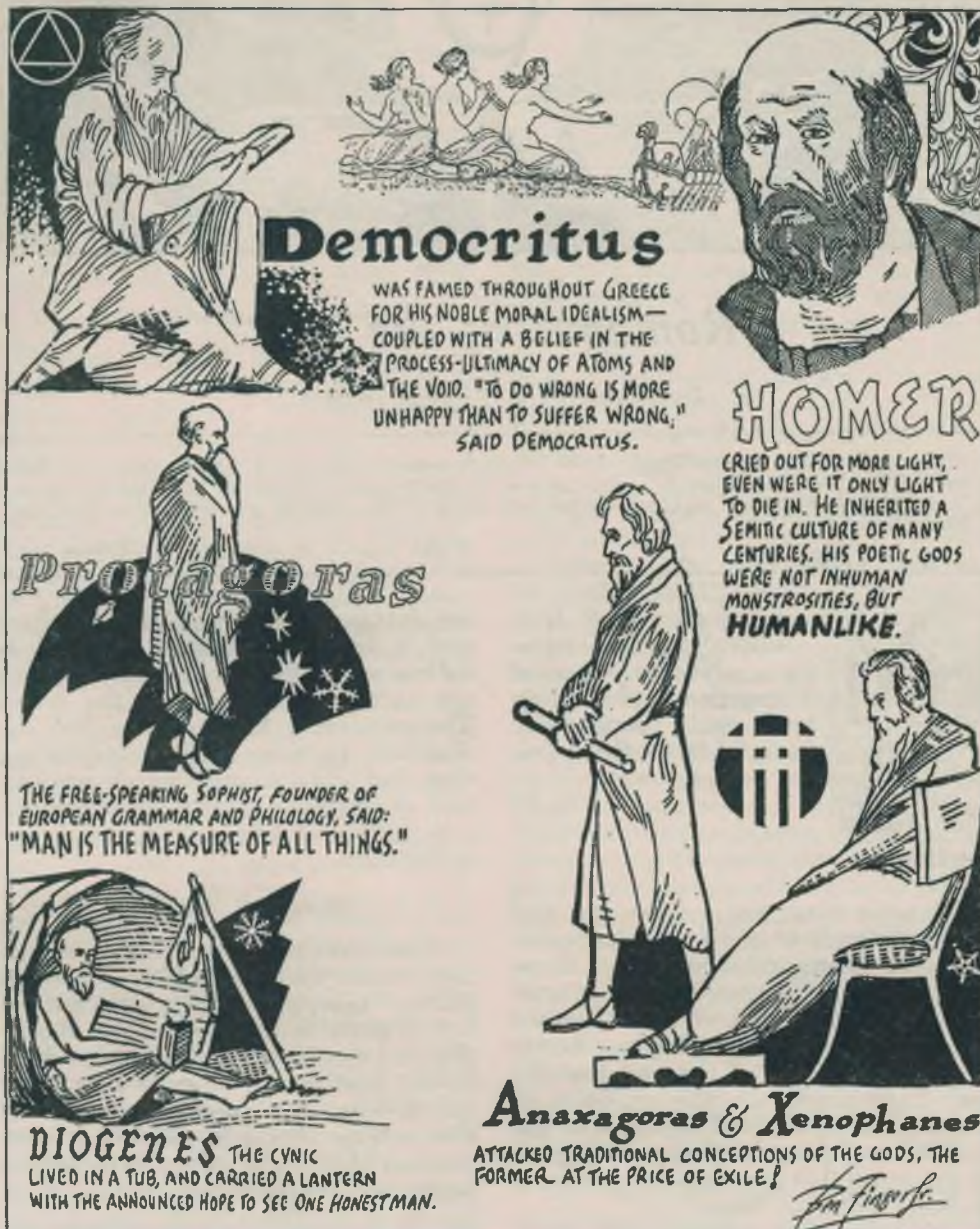 Democritus
WAS FAMED THROUGHOUT GREECE
FOR HIS NOBLE MORAL IDEALISM—
COUPLED WITH A BELIEF IN THE
PROCESS-ULTIMACY OF ATOMS AND
THE VOID. "TO DO WRONG IS MORE
UNHAPPY THAN TO SUFFER WRONG,"
SAID DEMOCRITUS.
HOMER
CRIED OUT FOR MORE LIGHT,
EVEN WERE IT ONLY LIGHT
TO DIE IN. HE INHERITED A
SEMITIC CULTURE OF MANY
CENTURIES. HIS POETIC GODS
WERE NOT INHUMAN
MONSTROSITIES, BUT
HUMANLIKE.
Protagoras
THE FREE-SPEAKING SOPHIST, FOUNDER OF
EUROPEAN GRAMMAR AND PHILOLOGY, SAID:
"MAN IS THE MEASURE OF ALL THINGS."
DIOGENES THE CYNIC
LIVED IN A TUB, AND CARRIED A LANTERN
WITH THE ANNOUNCED HOPE TO SEE ONE HONEST MAN.
Anaxagoras & Xenophanes
ATTACKED TRADITIONAL CONCEPTIONS OF THE GODS, THE
FORMER AT THE PRICE OF EXILE!
Ben Finger Jr.